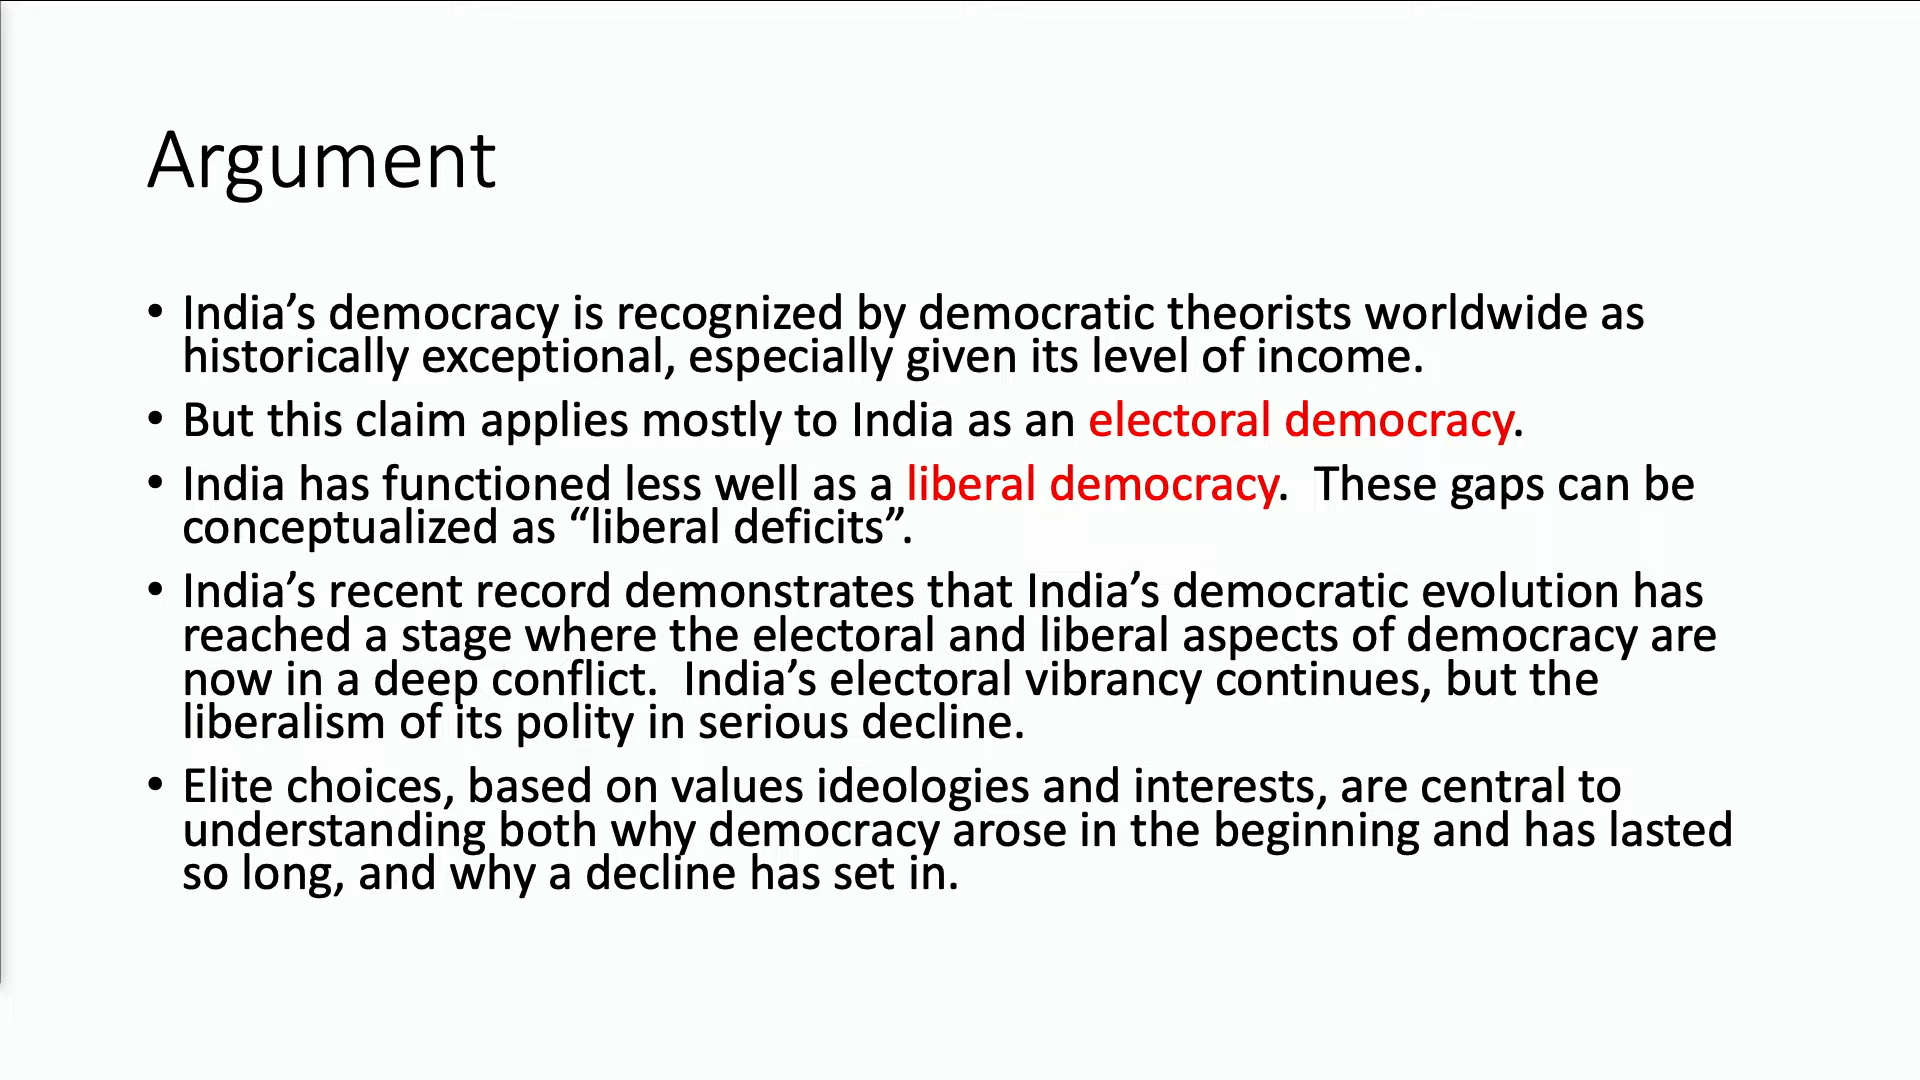 Argument
• India’s democracy is recognized by democratic theorists worldwide as
historically exceptional, especially given its level of income.
• But this claim applies mostly to India as an electoral democracy.
• India has functioned less well as a liberal democracy.  These gaps can be
conceptualized as “liberal deficits”.
• India’s recent record demonstrates that India’s democratic evolution has
reached a stage where the electoral and liberal aspects of democracy are
now in a deep conflict.  India’s electoral vibrancy continues, but the
liberalism of its polity in serious decline.
• Elite choices, based on values ideologies and interests, are central to
understanding both why democracy arose in the beginning and has lasted
so long, and why a decline has set in.